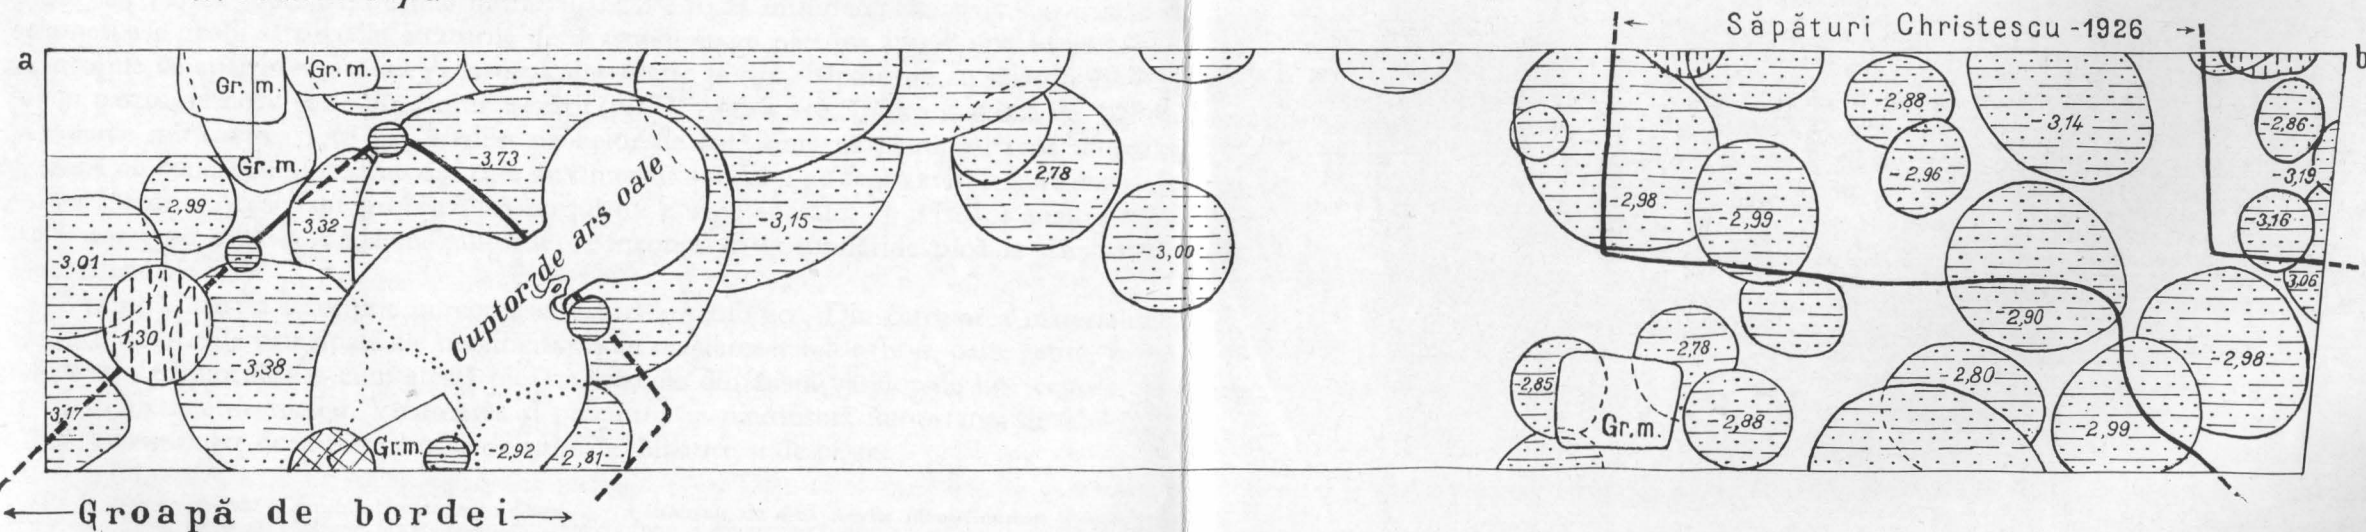 Săpături Christescu - 1926
a
b
Gr. m.
Gr. m.
Gr. m
-3,73
-2,99
-3,32
-3,01
-1,30
-3,38
-3,17
Cuptor de ars oale
-3,15
2,78
-3,00
Gr.m.
-2,92
-2,81
Groapă de bordei
-2,98
-2,99
-2,88
-2,96
-3,14
-2,86
-3,19
-3,16
3,06
-2,90
-2,78
-2,85
Gr.m.
-2,88
-2,80
-2,99
-2,98